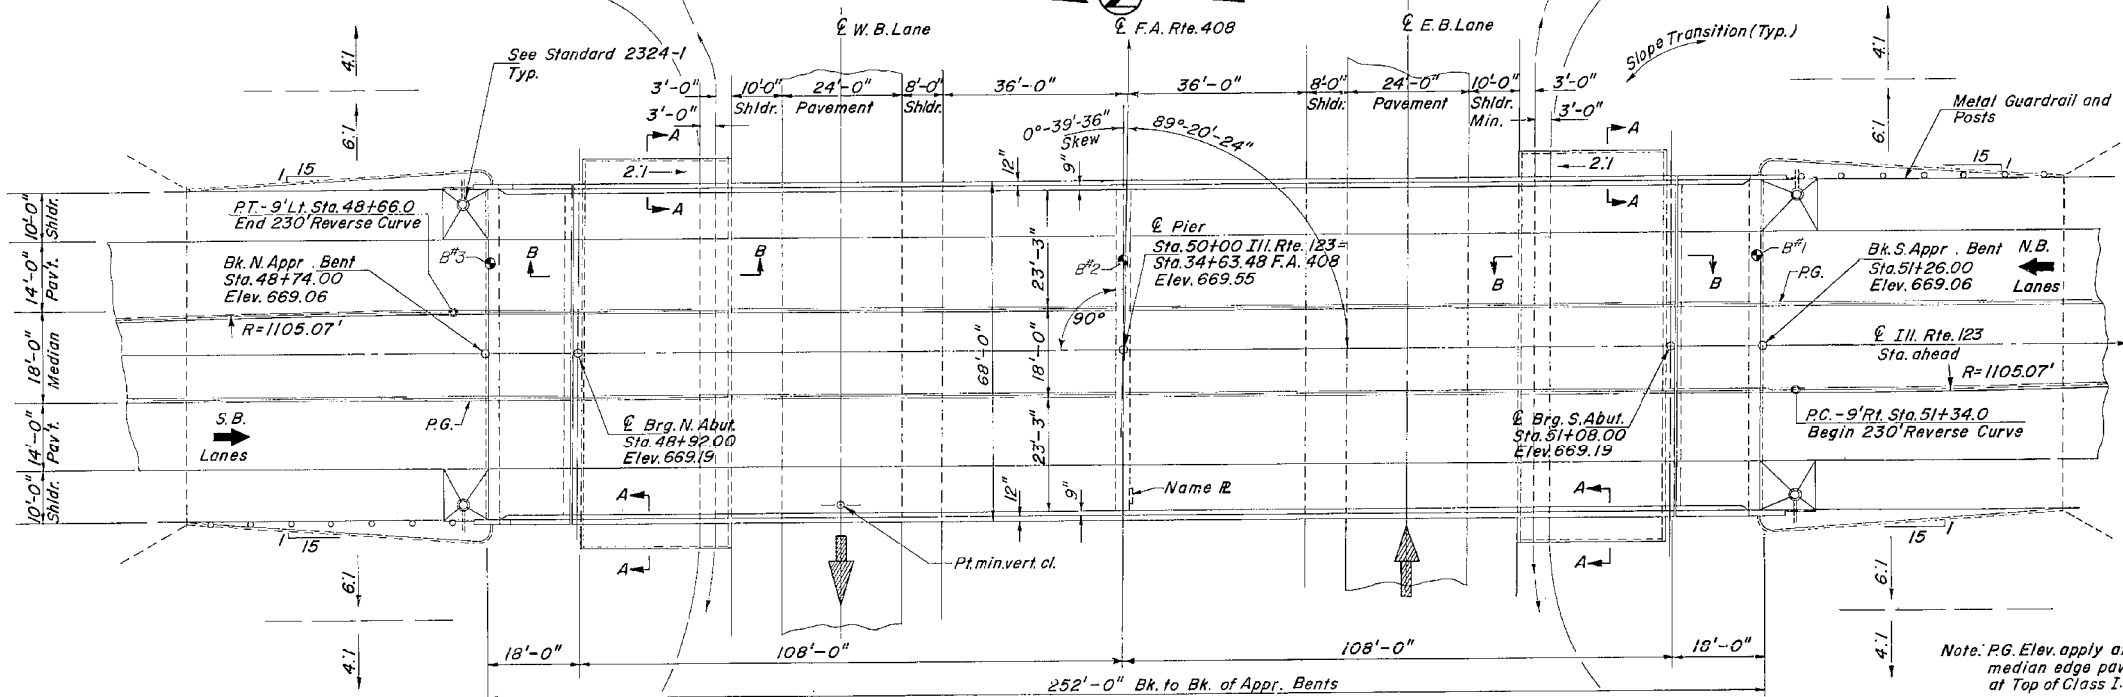 ℄ W.B. Lane
℄ F.A. Rte. 408
℄ E.B. Lane
Slope Transition (Typ.)
See Standard 2324-1
Typ.
4:1
6:1
4:1
6:1
3'-0"
10'-0"
24'-0"
8'-0"
36'-0"
36'-0"
8'-0"
24'-0"
10'-0"
3'-0"
Shldr.
Pavement
Shldr.
Shldr.
Pavement
Shldr.
Min.
3'-0"
3'-0"
Metal Guardrail and
Posts
A
A
0°-39'-36"
Skew
89°-20'-24"
12"
9"
1
15
15
1
2:1
2:1
A
A
10'-0"
Shldr.
14'-0"
Pav't.
18'-0"
Median
14'-0"
Pav't.
10'-0"
Shldr.
P.T.-9' Lt. Sta. 48+66.0
End 230' Reverse Curve
Bk. N. Appr. Bent
Sta. 48+74.00
Elev. 669.06
R=1105.07'
B#3
B
B
23'-3"
18'-0"
23'-3"
68'-0"
B#2
90°
℄ Pier
Sta. 50+00 Ill. Rte. 123=
Sta. 34+63.48 F.A. 408
Elev. 669.55
B
B
B#1
P.G.
Bk. S. Appr. Bent
Sta. 51+26.00
Elev. 669.06
N.B.
Lanes
℄ Ill. Rte. 123
Sta. ahead
R=1105.07'
S.B.
Lanes
P.G.
℄ Brg. N. Abut.
Sta. 48+92.00
Elev. 669.19
℄ Brg. S. Abut.
Sta. 51+08.00
Elev. 669.19
P.C.-9' Rt. Sta. 51+34.0
Begin 230' Reverse Curve
A
12"
9"
Name ℄
A
1
15
15
1
A
Pt. min. vert. cl.
A
6:1
4:1
6:1
4:1
18'-0"
108'-0"
108'-0"
18'-0"
252'-0" Bk. to Bk. of Appr. Bents
Note: P.G. Elev. apply a
median edge pav
at Top of Class I